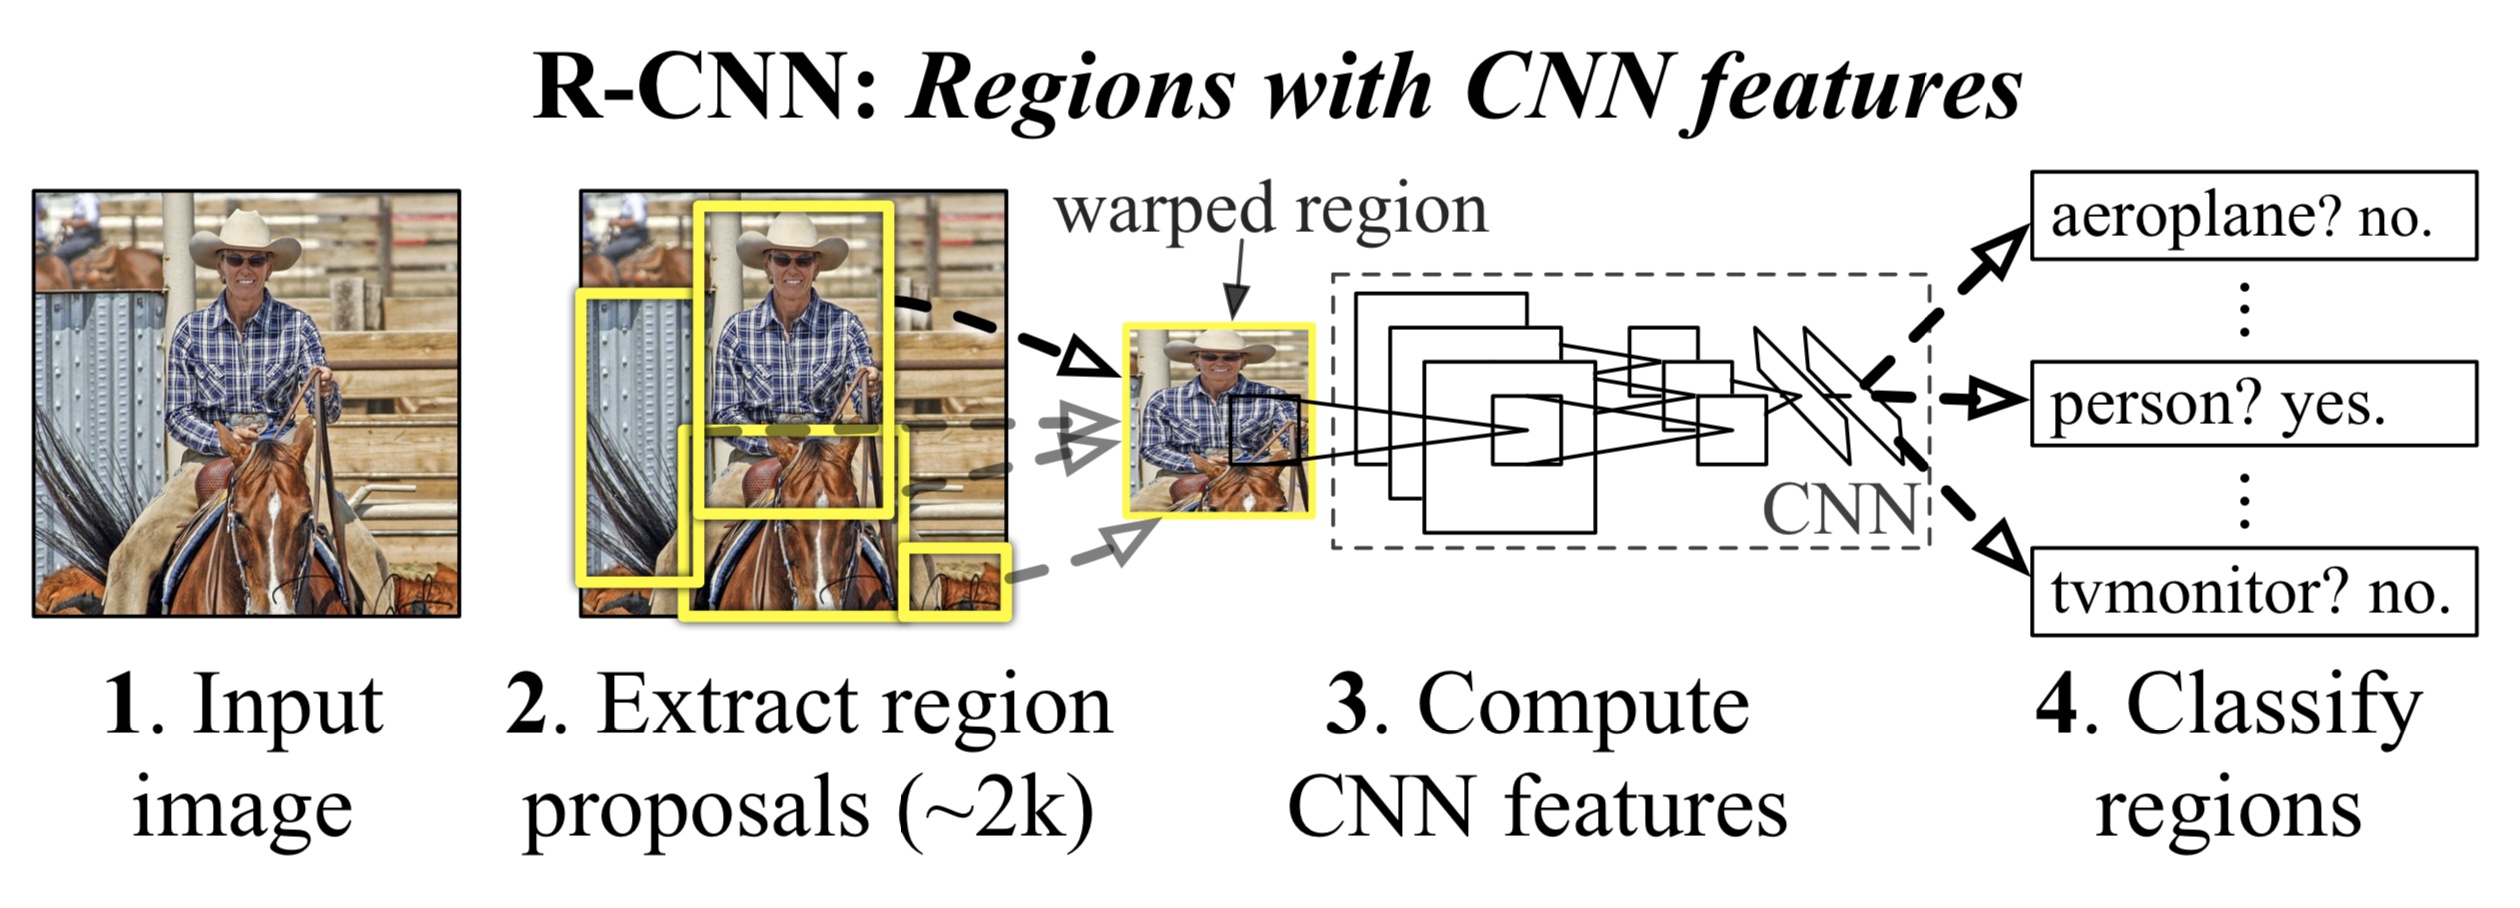 R-CNN: Regions with CNN features
warped region
aeroplane? no.
person? yes.
CNN
tvmonitor? no.
1. Input
image
2. Extract region
proposals (~2k)
3. Compute
CNN features
4. Classify
regions